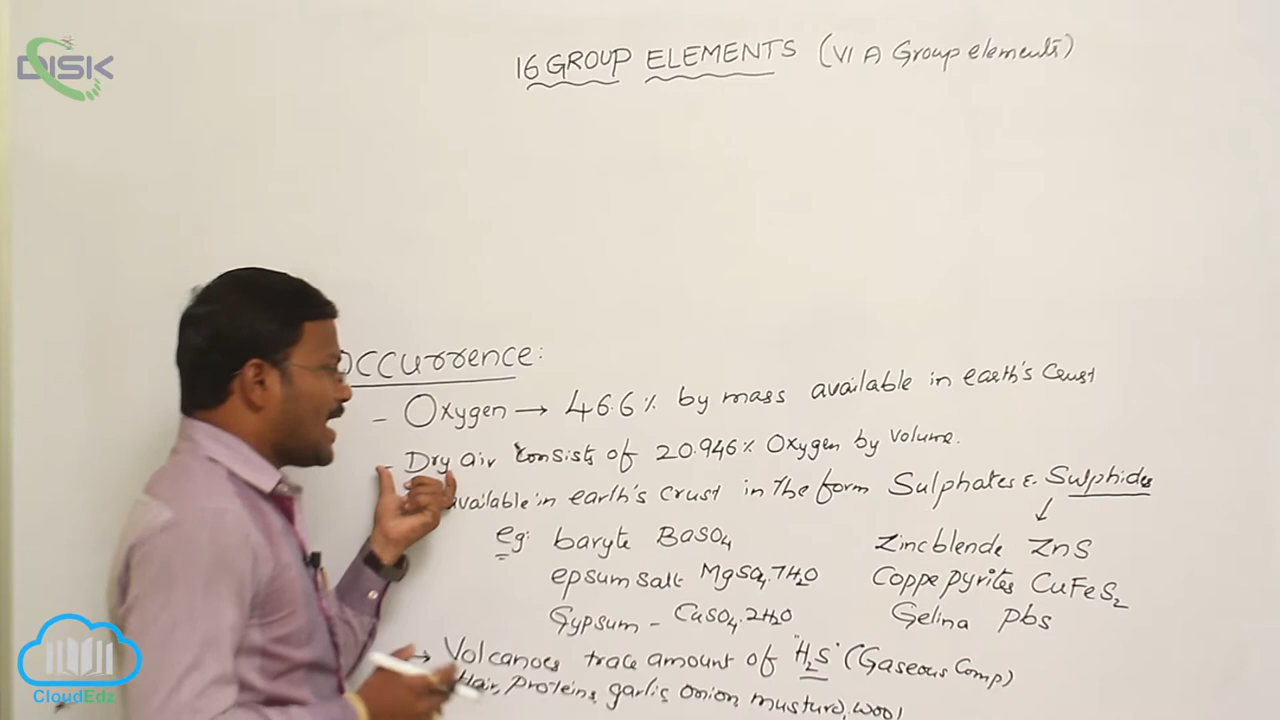 DISK
16 GROUP ELEMENTS (VI A Group elements)
Occurrence:
- Oxygen → 46.6% by mass available in earth's crust
- Dry air consists of 20.946% Oxygen by volume.
available in earth's crust in the form Sulphates & Sulphides
eg: baryte BaSO4 Zincblende ZnS
epsum salt MgSO4.7H2O Coppe pyrites CuFeS2
Gypsum - CaSO4.2H2O Gelina Pbs
→ Volcanoes trace amount of "H2S" (Gaseous Comp)
Hair, proteins, garlic onion musturd, wool
CloudEdz